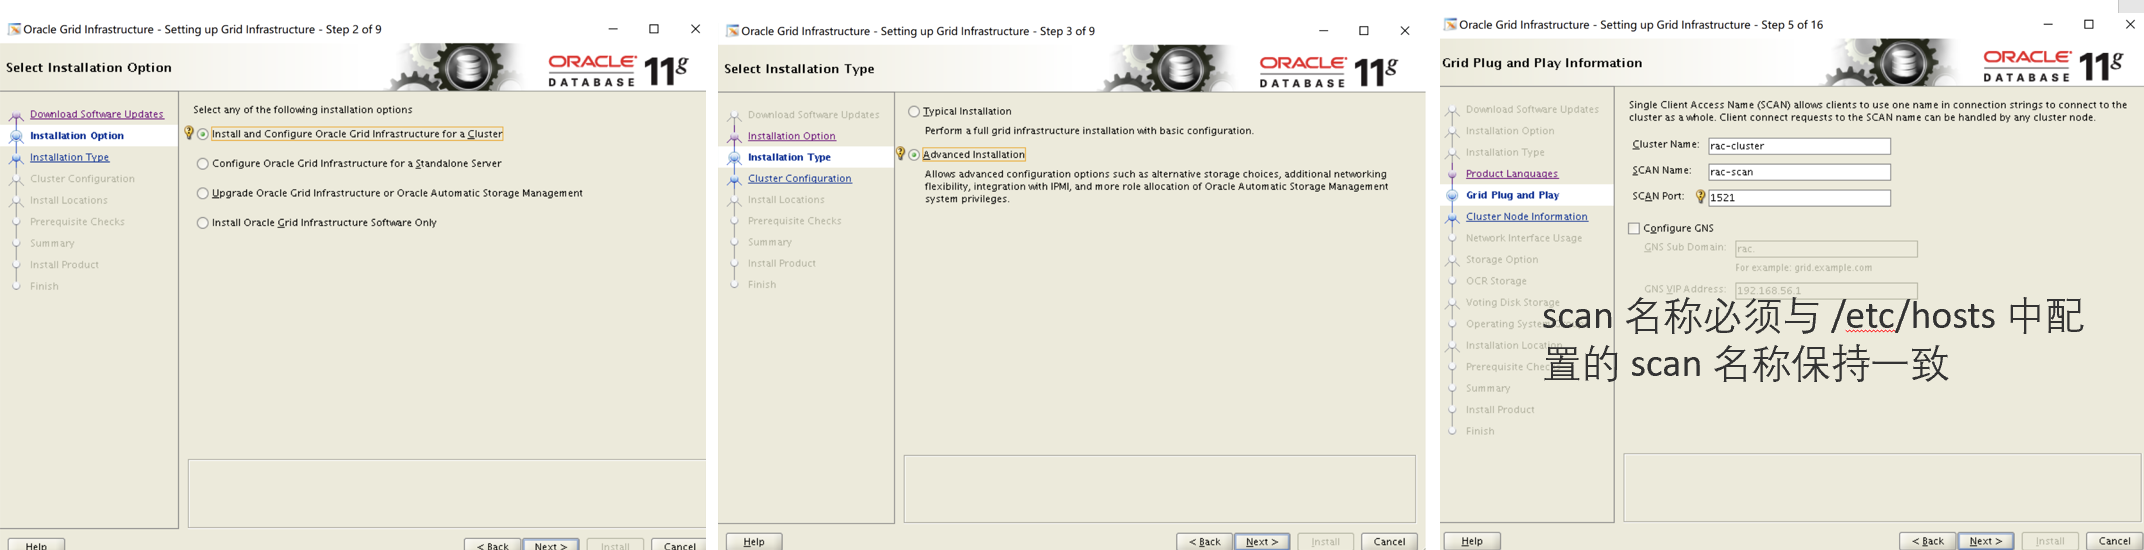 Oracle Grid Infrastructure - Setting up Grid Infrastructure - Step 2 of 9
Select Installation Option
ORACLE
DATABASE 11g
Download Software Updates
Installation Option
Installation Type
Cluster Configuration
Install Locations
Prerequisite Checks
Summary
Install Product
Finish
Select any of the following installation options
Install and Configure Oracle Grid Infrastructure for a Cluster
Configure Oracle Grid Infrastructure for a Standalone Server
Upgrade Oracle Grid Infrastructure or Oracle Automatic Storage Management
Install Oracle Grid Infrastructure Software Only
Help
< Back
Next >
Install
Cancel
Oracle Grid Infrastructure - Setting up Grid Infrastructure - Step 3 of 9
Select Installation Type
ORACLE
DATABASE 11g
Download Software Updates
Installation Option
Installation Type
Cluster Configuration
Install Locations
Prerequisite Checks
Summary
Install Product
Finish
Typical Installation
Perform a full grid infrastructure installation with basic configuration.
Advanced Installation
Allows advanced configuration options such as alternative storage choices, additional networking
flexibility, integration with IPMI, and more role allocation of Oracle Automatic Storage Management
system privileges.
Help
< Back
Next >
Install
Cancel
Oracle Grid Infrastructure - Setting up Grid Infrastructure - Step 5 of 16
Grid Plug and Play Information
ORACLE
DATABASE 11g
Download Software Updates
Installation Option
Installation Type
Product Languages
Grid Plug and Play
Cluster Node Information
Network Interface Usage
Storage Option
OCR Storage
Voting Disk Storage
Operating System
Installation Location
Prerequisite Chec
Summary
Install Product
Finish
Single Client Access Name (SCAN) allows clients to use one name in connection strings to connect to the
cluster as a whole. Client connect requests to the SCAN name can be handled by any cluster node.
Cluster Name: rac-cluster
SCAN Name: rac-scan
SCAN Port: 1521
Configure GNS
GNS Sub Domain: rac.
For example: grid.example.com
GNS VIP Address: 192.168.56.1
scan 名称必须与 /etc/hosts 中配
置的 scan 名称保持一致
Help
< Back
Next >
Install
Cancel